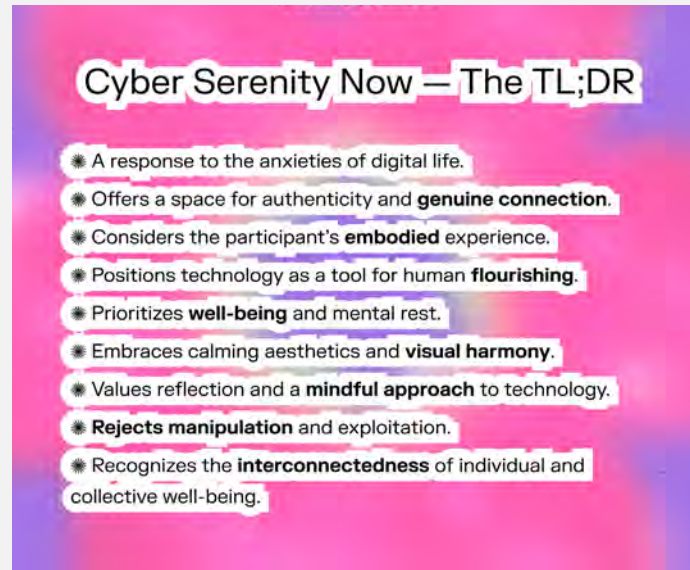 Cyber Serenity Now — The TL;DR
✺ A response to the anxieties of digital life.
✺ Offers a space for authenticity and genuine connection.
✺ Considers the participant's embodied experience.
✺ Positions technology as a tool for human flourishing.
✺ Prioritizes well-being and mental rest.
✺ Embraces calming aesthetics and visual harmony.
✺ Values reflection and a mindful approach to technology.
✺ Rejects manipulation and exploitation.
✺ Recognizes the interconnectedness of individual and
collective well-being.